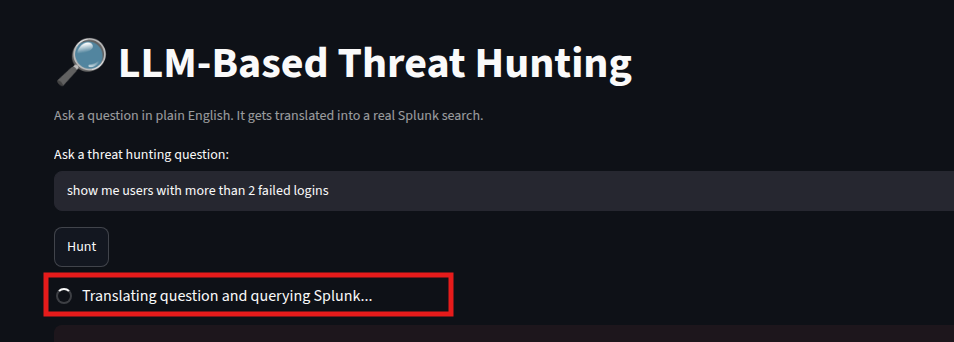 LLM-Based Threat Hunting
Ask a question in plain English. It gets translated into a real Splunk search.
Ask a threat hunting question:
show me users with more than 2 failed logins
Hunt
Translating question and querying Splunk...